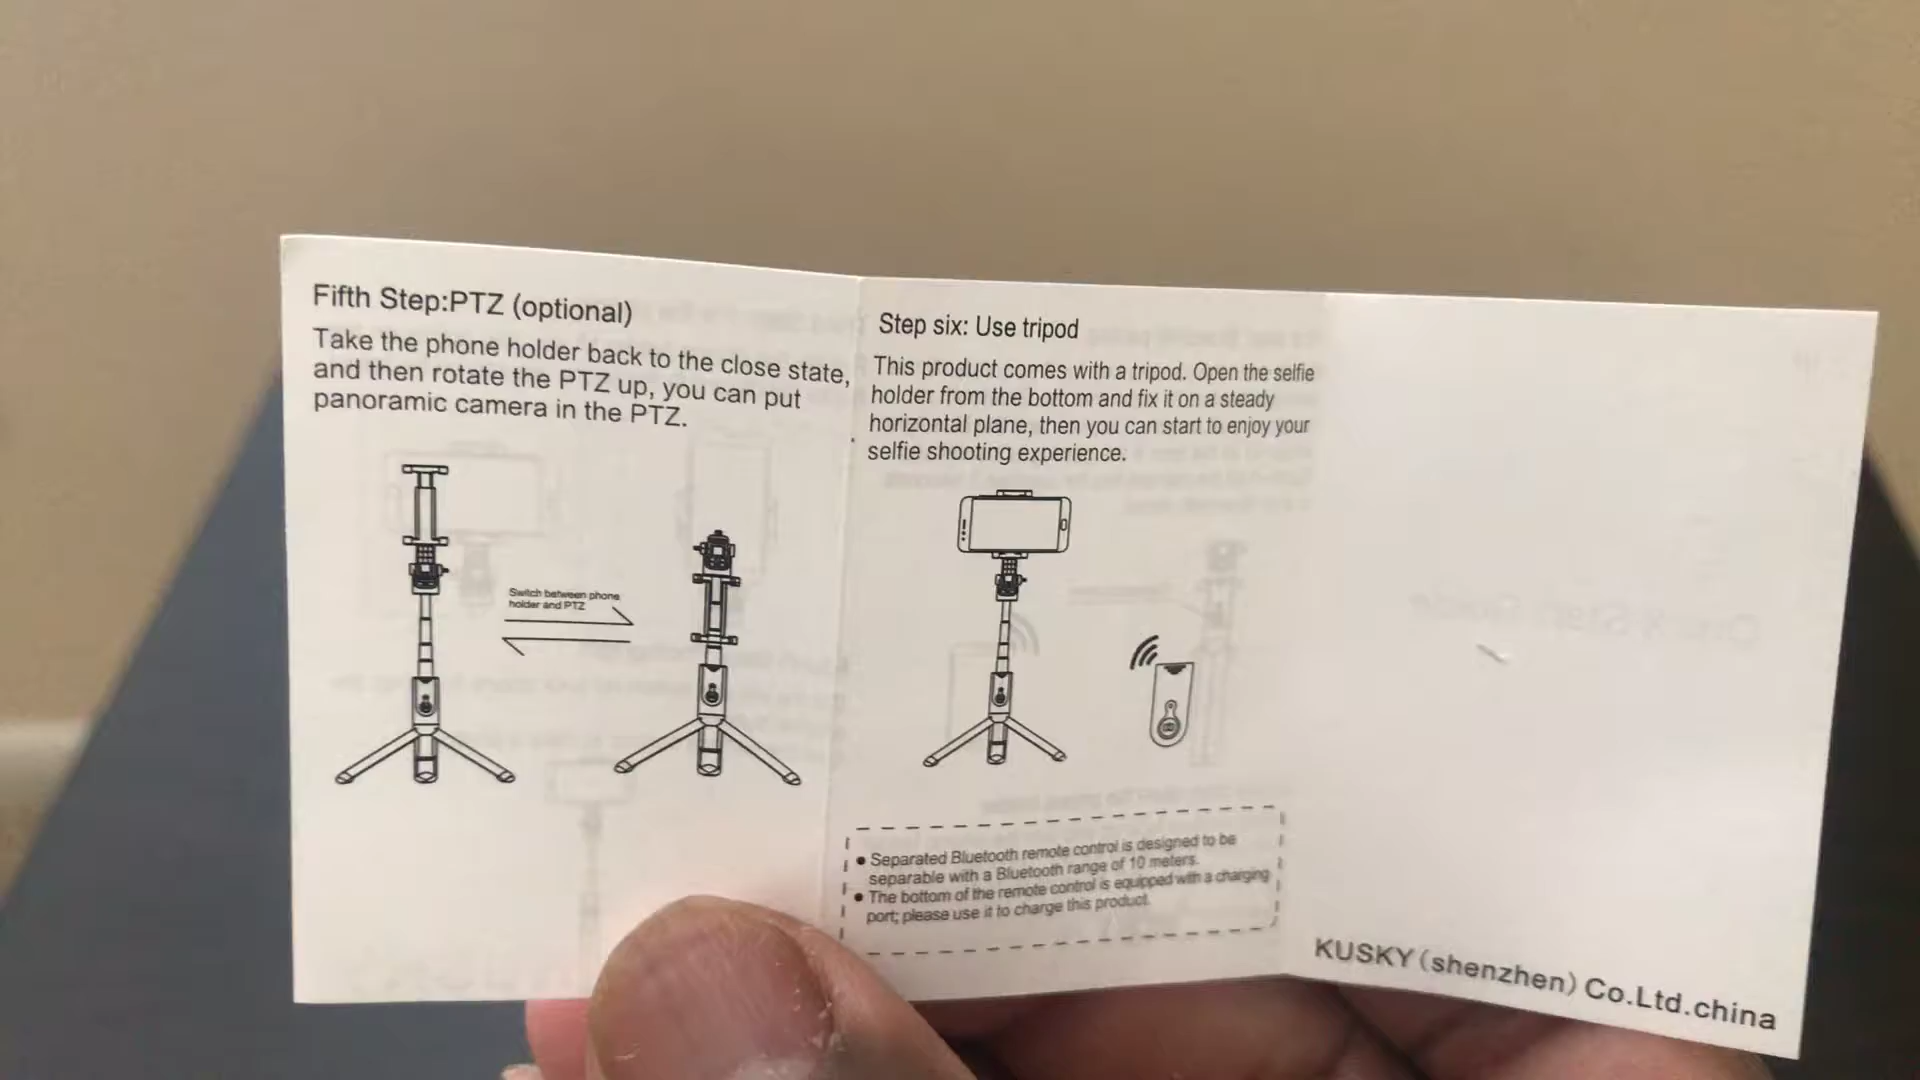 Fifth Step:PTZ (optional)
Take the phone holder back to the close state,
and then rotate the PTZ up, you can put
panoramic camera in the PTZ.
Switch between phone
holder and PTZ
Step six: Use tripod
This product comes with a tripod. Open the selfie
holder from the bottom and fix it on a steady
horizontal plane, then you can start to enjoy your
selfie shooting experience.
● Separated Bluetooth remote control is designed to be
separable with a Bluetooth range of 10 meters.
● The bottom of the remote control is equipped with a charging
port; please use it to charge this product.
KUSKY (shenzhen) Co.Ltd.china